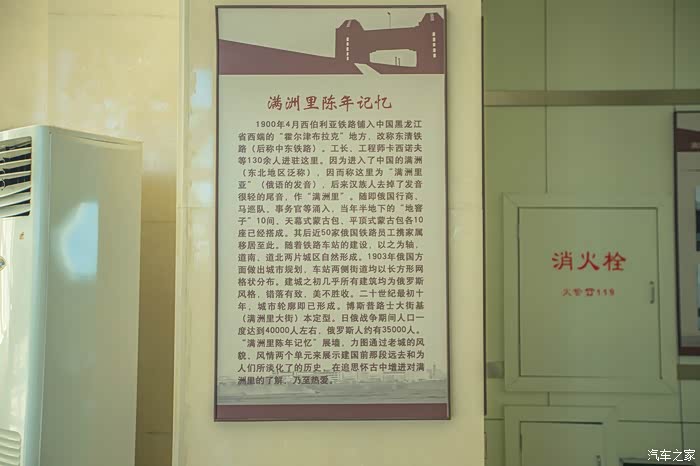 满洲里陈年记忆
1900年4月西伯利亚铁路铺入中国黑龙江
省西端的“霍尔津布拉克”地方，改称东清铁
路（后称中东铁路）。工长、工程师卡西诺夫
等130余人进驻这里。因为进入了中国的满洲
（东北地区泛称），因而称这里为“满洲里
亚”（俄语的发音），后来汉族人去掉了发音
很轻的尾音，作“满洲里”。随即俄国行商、
马巡队、事务官等涌入，当年半地下的“地窨
子”10间、天幕式蒙古包、平顶式蒙古包各10
座已经搭成。其后近50家俄国铁路员工携家属
移居至此。随着铁路车站的建设，以之为轴，
道南、道北两片城区自然形成。1903年俄国方
面做出城市规划，车站两侧街道均以长方形网
格状分布。建城之初几乎所有建筑均为俄罗斯
风格，错落有致、美不胜收。二十世纪最初十
年，城市轮廓即已形成。博斯普路士大街基
（满洲里大街）本定型。日俄战争期间人口一
度达到40000人左右，俄罗斯人约有35000人。
“满洲里陈年记忆”展墙，力图通过老城的风
貌、风情两个单元来展示建国前那段远去和为
人们所淡化了的历史，在追思怀古中增进对满
洲里的了解，乃至热爱。
消火栓
火警☎119
汽车之家